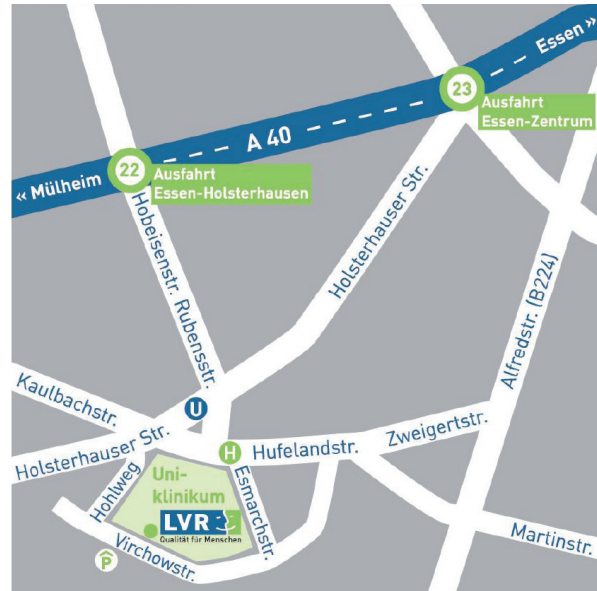 Essen »
23
Ausfahrt
Essen-Zentrum
A 40
22
Ausfahrt
Essen-Holsterhausen
« Mülheim
Hobeisenstr.
Rubensstr.
Holsterhauser Str.
Alfredstr. (B224)
Kaulbachstr.
U
Holsterhauser Str.
H
Hufelandstr.
Zweigertstr.
Hohlweg
Uni-
klinikum
LVR
Qualität für Menschen
Esmarchstr.
Virchowstr.
P
Martinstr.